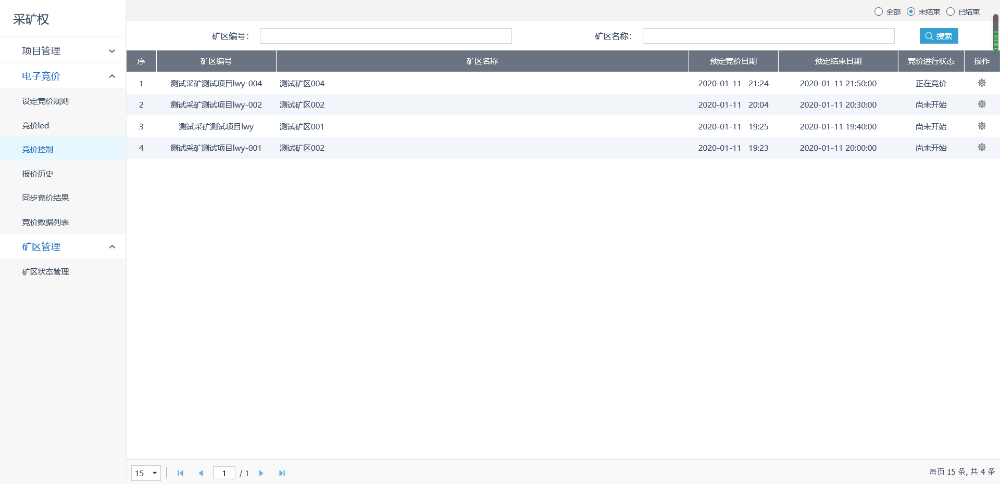 采矿权
项目管理
电子竞价
设定竞价规则
竞价led
竞价控制
报价历史
同步竞价结果
竞价数据列表
矿区管理
矿区状态管理
全部 未结束 已结束
矿区编号： 矿区名称： 搜索
序 矿区编号 矿区名称 预定竞价日期 预定结束日期 竞价进行状态 操作
1 测试采矿测试项目lwy-004 测试矿区004 2020-01-11 21:24 2020-01-11 21:50:00 正在竞价
2 测试采矿测试项目lwy-002 测试矿区002 2020-01-11 20:04 2020-01-11 20:30:00 尚未开始
3 测试采矿测试项目lwy 测试矿区001 2020-01-11 19:25 2020-01-11 19:40:00 尚未开始
4 测试采矿测试项目lwy-001 测试矿区002 2020-01-11 19:23 2020-01-11 20:00:00 尚未开始
15 1 / 1 每页 15 条, 共 4 条